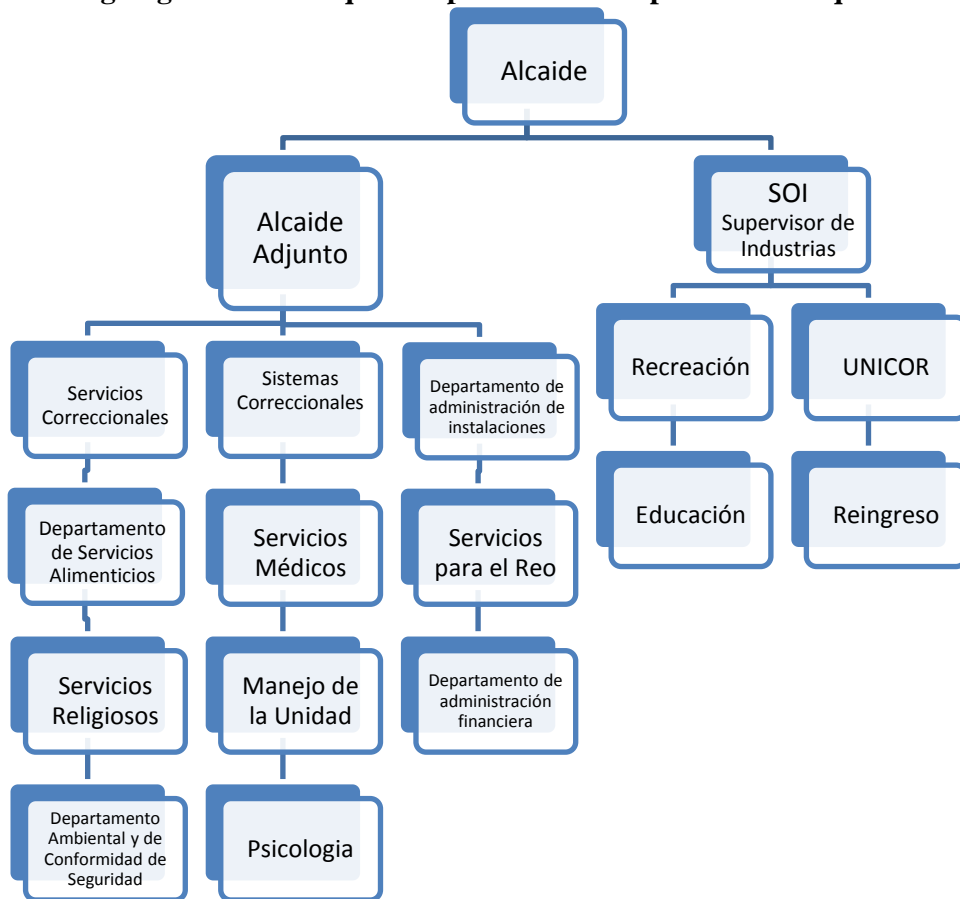 Alcaide
Alcaide
Adjunto
SOI
Supervisor de
Industrias
Servicios
Correccionales
Sistemas
Correccionales
Departamento de
administración de
instalaciones
Recreación
UNICOR
Departamento
de Servicios
Alimenticios
Servicios
Médicos
Servicios
para el Reo
Educación
Reingreso
Servicios
Religiosos
Manejo de
la Unidad
Departamento de
administración
financiera
Departamento
Ambiental y de
Conformidad de
Seguridad
Psicologia